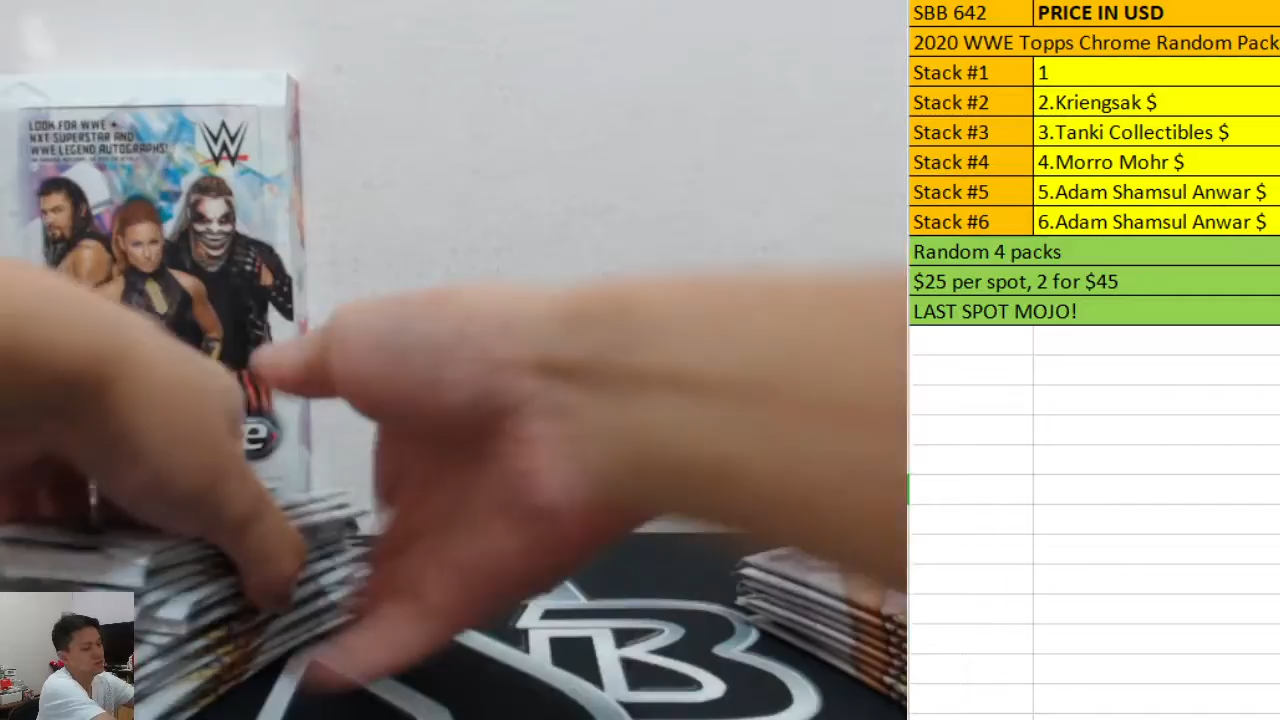 SBB 642 PRICE IN USD
2020 WWE Topps Chrome Random Pack
Stack #1 1
Stack #2 2.Kriengsak $
Stack #3 3.Tanki Collectibles $
Stack #4 4.Morro Mohr $
Stack #5 5.Adam Shamsul Anwar $
Stack #6 6.Adam Shamsul Anwar $
Random 4 packs
$25 per spot, 2 for $45
LAST SPOT MOJO!
LOOK FOR WWE +
NXT SUPERSTAR AND
WWE LEGEND AUTOGRAPHS!
W
e
B